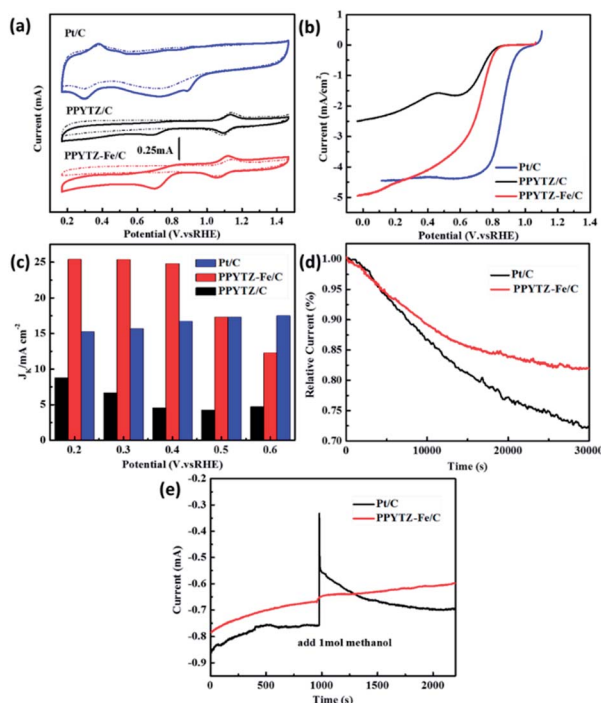 (a)
Pt/C
PPYTZ/C
0.25mA
PPYTZ-Fe/C
Current (mA)
0.2 0.4 0.6 0.8 1.0 1.2 1.4
Potential (V.vsRHE)
(b)
0
-1
-2
-3
-4
-5
Current (mA/cm²)
Pt/C
PPYTZ/C
PPYTZ-Fe/C
0.0 0.2 0.4 0.6 0.8 1.0 1.2 1.4
Potential (V.vsRHE)
(c)
25
20
15
10
5
0
Pt/C
PPYTZ-Fe/C
PPYTZ/C
0.2 0.3 0.4 0.5 0.6
Potential (V.vsRHE)
(d)
1.00
0.95
0.90
0.85
0.80
0.75
0.70
Relative Current (%)
Pt/C
PPYTZ-Fe/C
0 10000 20000 30000
Time (s)
(e)
-0.2
-0.3
-0.4
-0.5
-0.6
-0.7
-0.8
-0.9
Current (mA)
Pt/C
PPYTZ-Fe/C
add 1mol methanol
0 500 1000 1500 2000
Time (s)